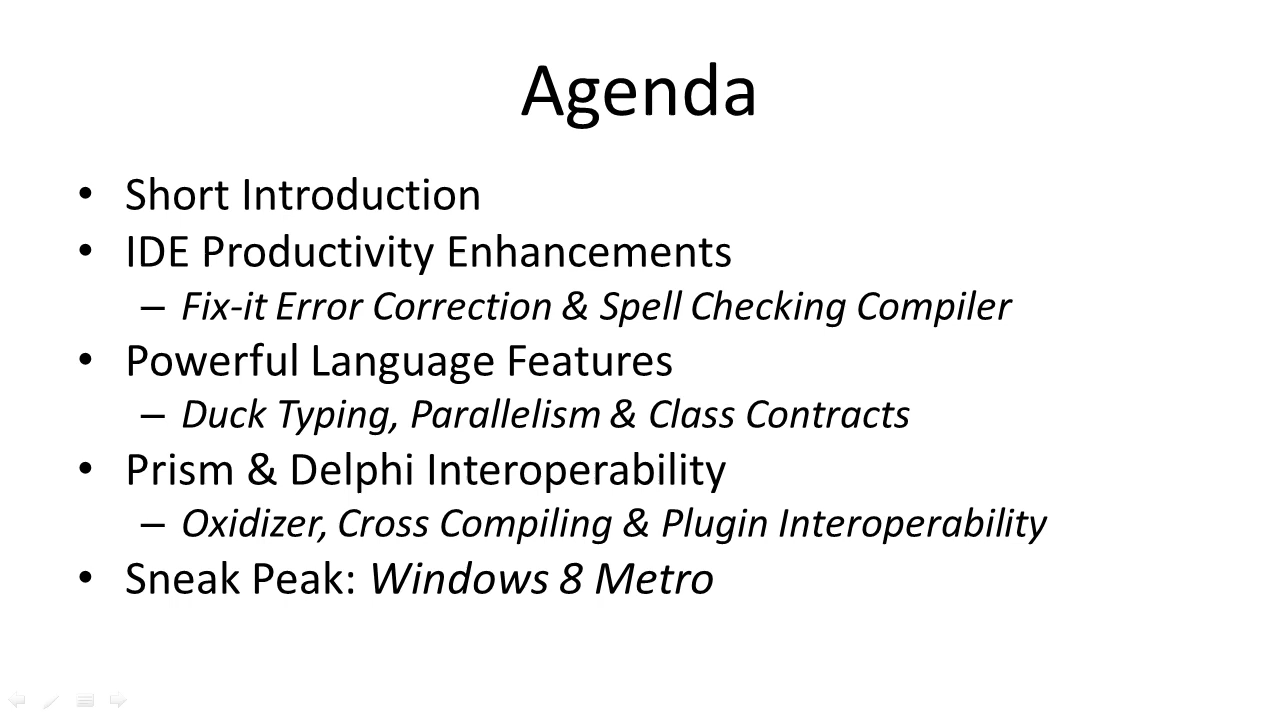 Agenda
• Short Introduction
• IDE Productivity Enhancements
– Fix-it Error Correction & Spell Checking Compiler
• Powerful Language Features
– Duck Typing, Parallelism & Class Contracts
• Prism & Delphi Interoperability
– Oxidizer, Cross Compiling & Plugin Interoperability
• Sneak Peak: Windows 8 Metro